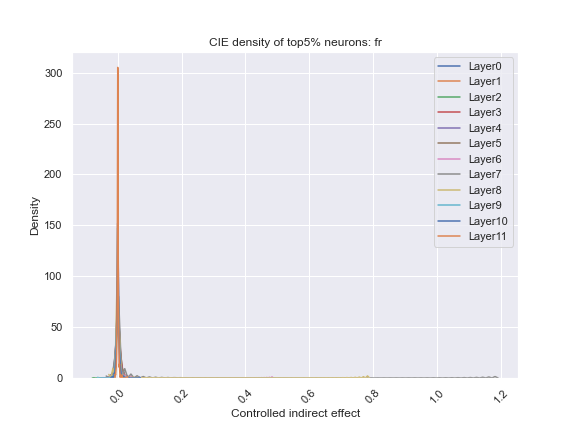 CIE density of top5% neurons: fr
300
250
200
150
100
50
0
Density
Layer0
Layer1
Layer2
Layer3
Layer4
Layer5
Layer6
Layer7
Layer8
Layer9
Layer10
Layer11
0.0
0.2
0.4
0.6
0.8
1.0
1.2
Controlled indirect effect